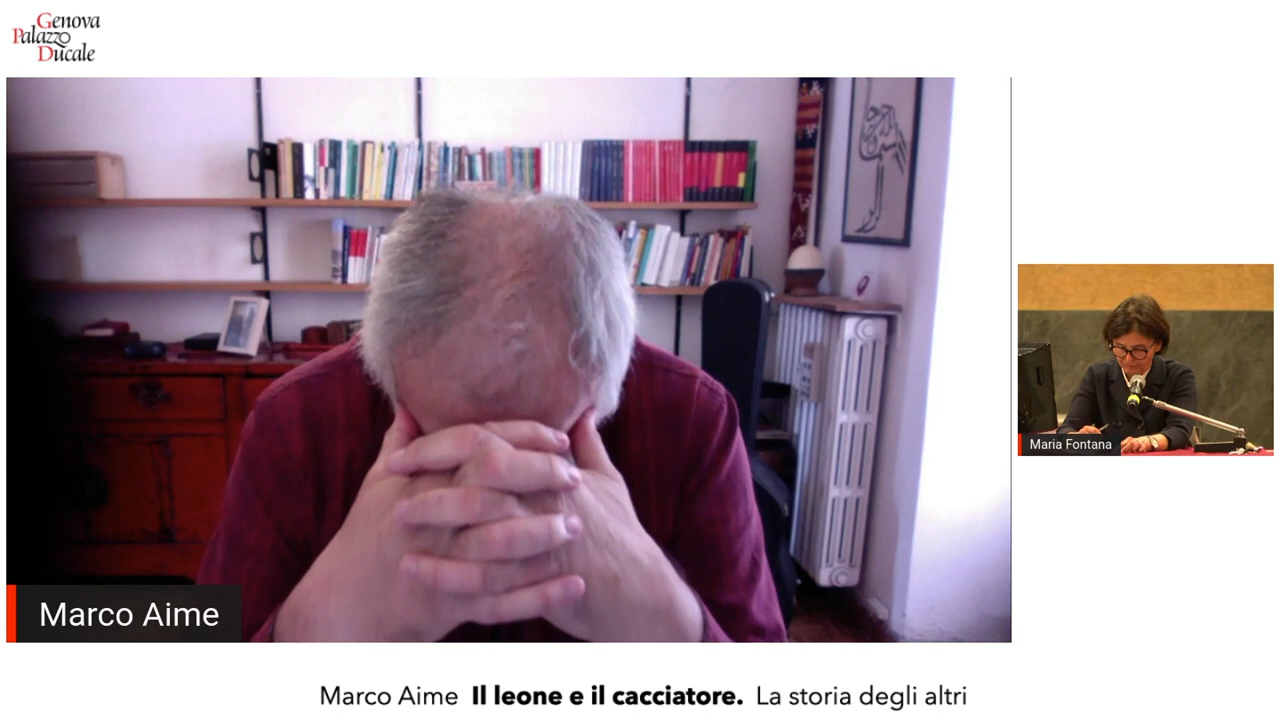 Genova
Palazzo
Ducale
Marco Aime
Maria Fontana
Marco Aime Il leone e il cacciatore. La storia degli altri